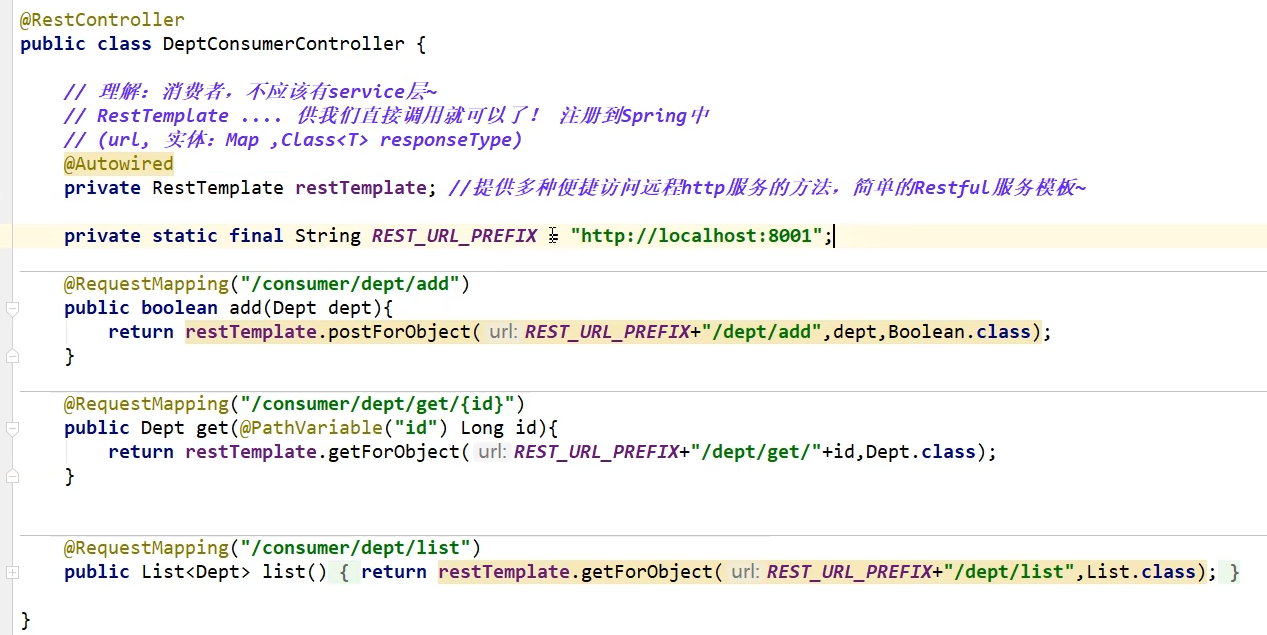 @RestController
public class DeptConsumerController {
// 理解：消费者，不应该有service层~
// RestTemplate .... 供我们直接调用就可以了！ 注册到Spring中
// (url, 实体：Map ,Class<T> responseType)
@Autowired
private RestTemplate restTemplate; //提供多种便捷访问远程http服务的方法，简单的Restful服务模板~
private static final String REST_URL_PREFIX = "http://localhost:8001";
@RequestMapping("/consumer/dept/add")
public boolean add(Dept dept){
return restTemplate.postForObject( url: REST_URL_PREFIX+"/dept/add",dept,Boolean.class);
}
@RequestMapping("/consumer/dept/get/{id}")
public Dept get(@PathVariable("id") Long id){
return restTemplate.getForObject( url: REST_URL_PREFIX+"/dept/get/"+id,Dept.class);
}
@RequestMapping("/consumer/dept/list")
public List<Dept> list() { return restTemplate.getForObject( url: REST_URL_PREFIX+"/dept/list",List.class); }
}